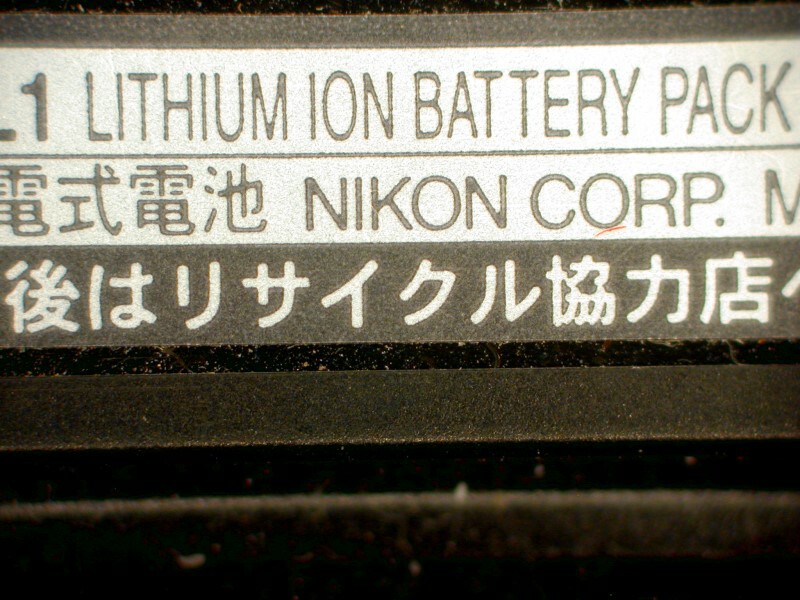 L1 LITHIUM ION BATTERY PACK
電式電池 NIKON CORP. M
後はリサイクル協力店へ